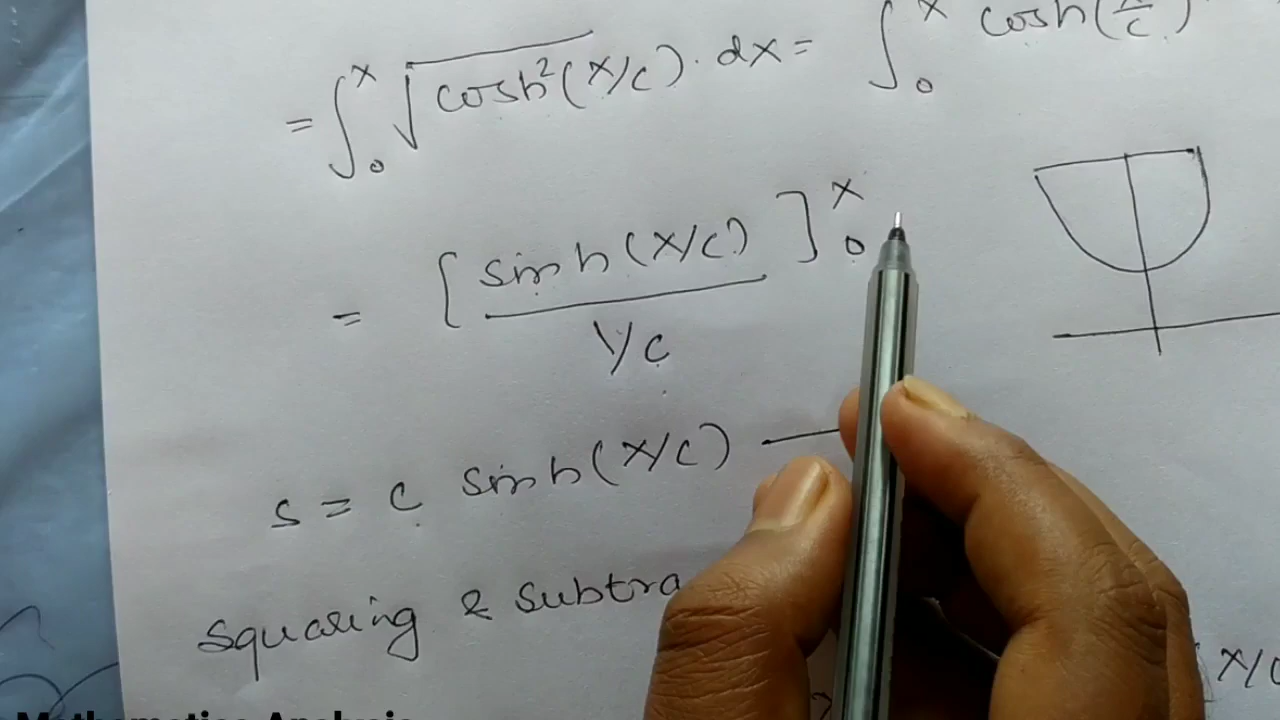 = ∫₀ˣ √cosh²(x/c) · dx = ∫₀ˣ cosh(x/c)
= [sinh(x/c) / 1/c]₀ˣ
s = c sinh(x/c) —
Squaring & Subtra
x/c
Mathematics Analysis